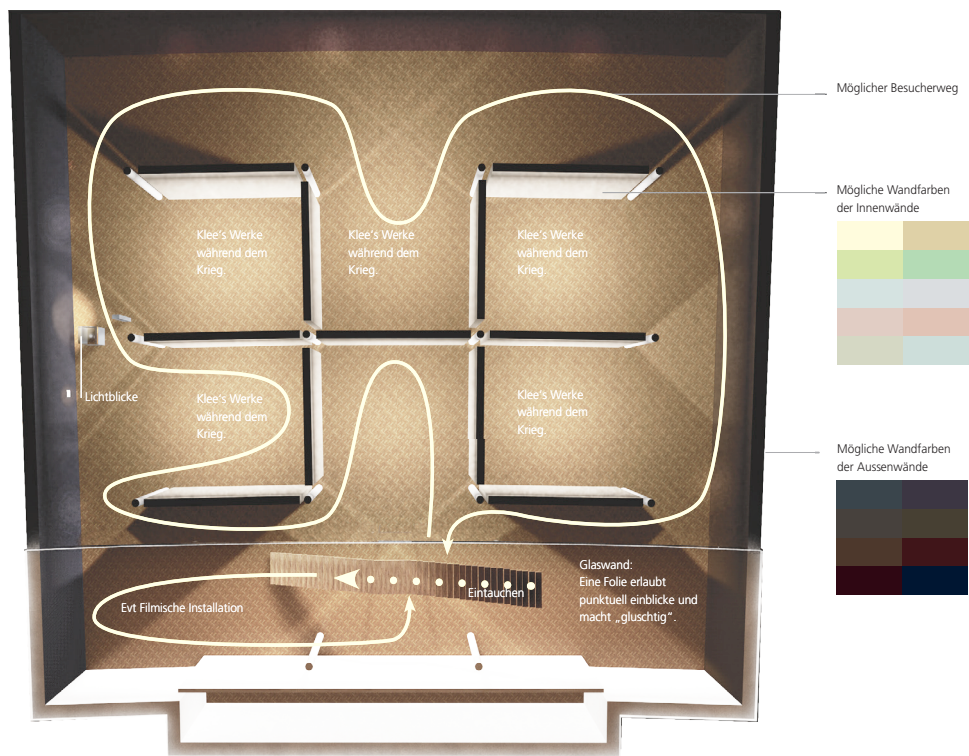 Möglicher Besucherweg
Mögliche Wandfarben
der Innenwände
Klee's Werke
während dem
Krieg.
Klee's Werke
während dem
Krieg.
Klee's Werke
während dem
Krieg.
Lichtblicke
Klee's Werke
während dem
Krieg.
Klee's Werke
während dem
Krieg.
Mögliche Wandfarben
der Aussenwände
Glaswand:
Eine Folie erlaubt
punktuell einblicke und
macht „gluschtig“.
Eintauchen
Evt Filmische Installation